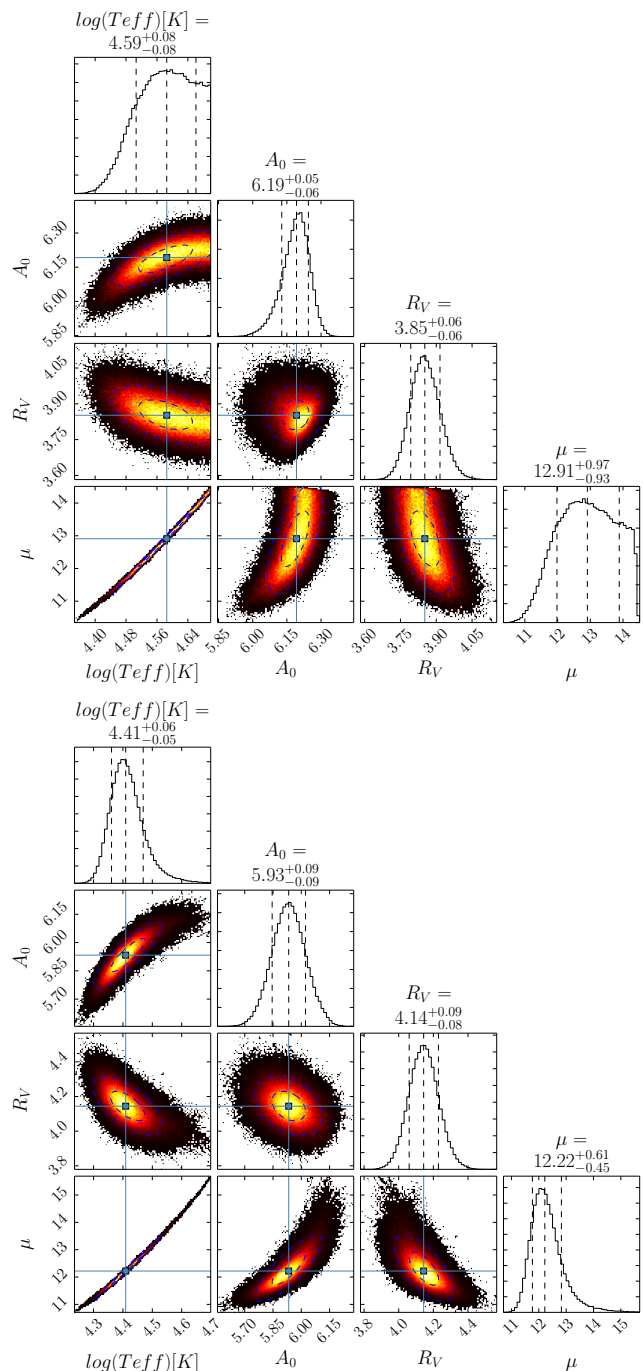 log(Teff)[K] =
4.59 +0.08 -0.08
A0 =
6.19 +0.05 -0.06
6.30
6.15
6.00
5.85
A0
RV =
3.85 +0.06 -0.06
4.05
3.90
3.75
3.60
RV
μ =
12.91 +0.97 -0.93
14
13
12
11
μ
4.40 4.48 4.56 4.64 5.85 6.00 6.15 6.30 3.60 3.75 3.90 4.05 11 12 13 14
log(Teff)[K] A0 RV μ
log(Teff)[K] =
4.41 +0.06 -0.05
A0 =
5.93 +0.09 -0.09
6.15
6.00
5.85
5.70
A0
RV =
4.14 +0.09 -0.08
4.4
4.2
4.0
3.8
RV
μ =
12.22 +0.61 -0.45
15
14
13
12
11
μ
4.3 4.4 4.5 4.6 4.7 5.70 5.85 6.00 6.15 3.8 4.0 4.2 4.4 11 12 13 14 15
log(Teff)[K] A0 RV μ